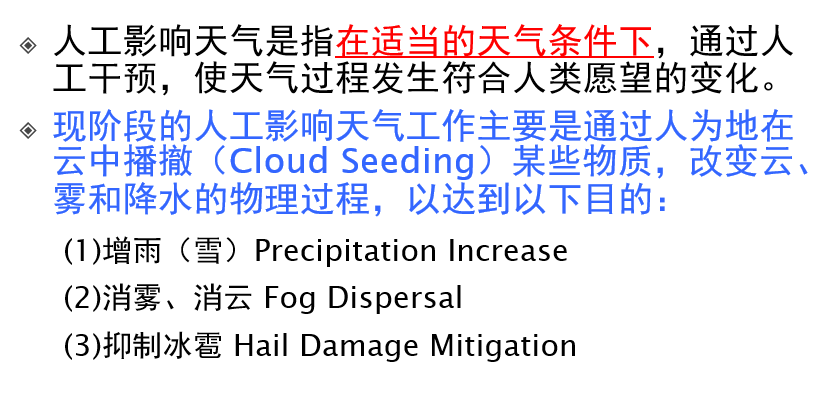 人工影响天气是指在适当的天气条件下，通过人
工干预，使天气过程发生符合人类愿望的变化。
现阶段的人工影响天气工作主要是通过人为地在
云中播撤（Cloud Seeding）某些物质，改变云、
雾和降水的物理过程，以达到以下目的：
(1)增雨（雪）Precipitation Increase
(2)消雾、消云 Fog Dispersal
(3)抑制冰雹 Hail Damage Mitigation